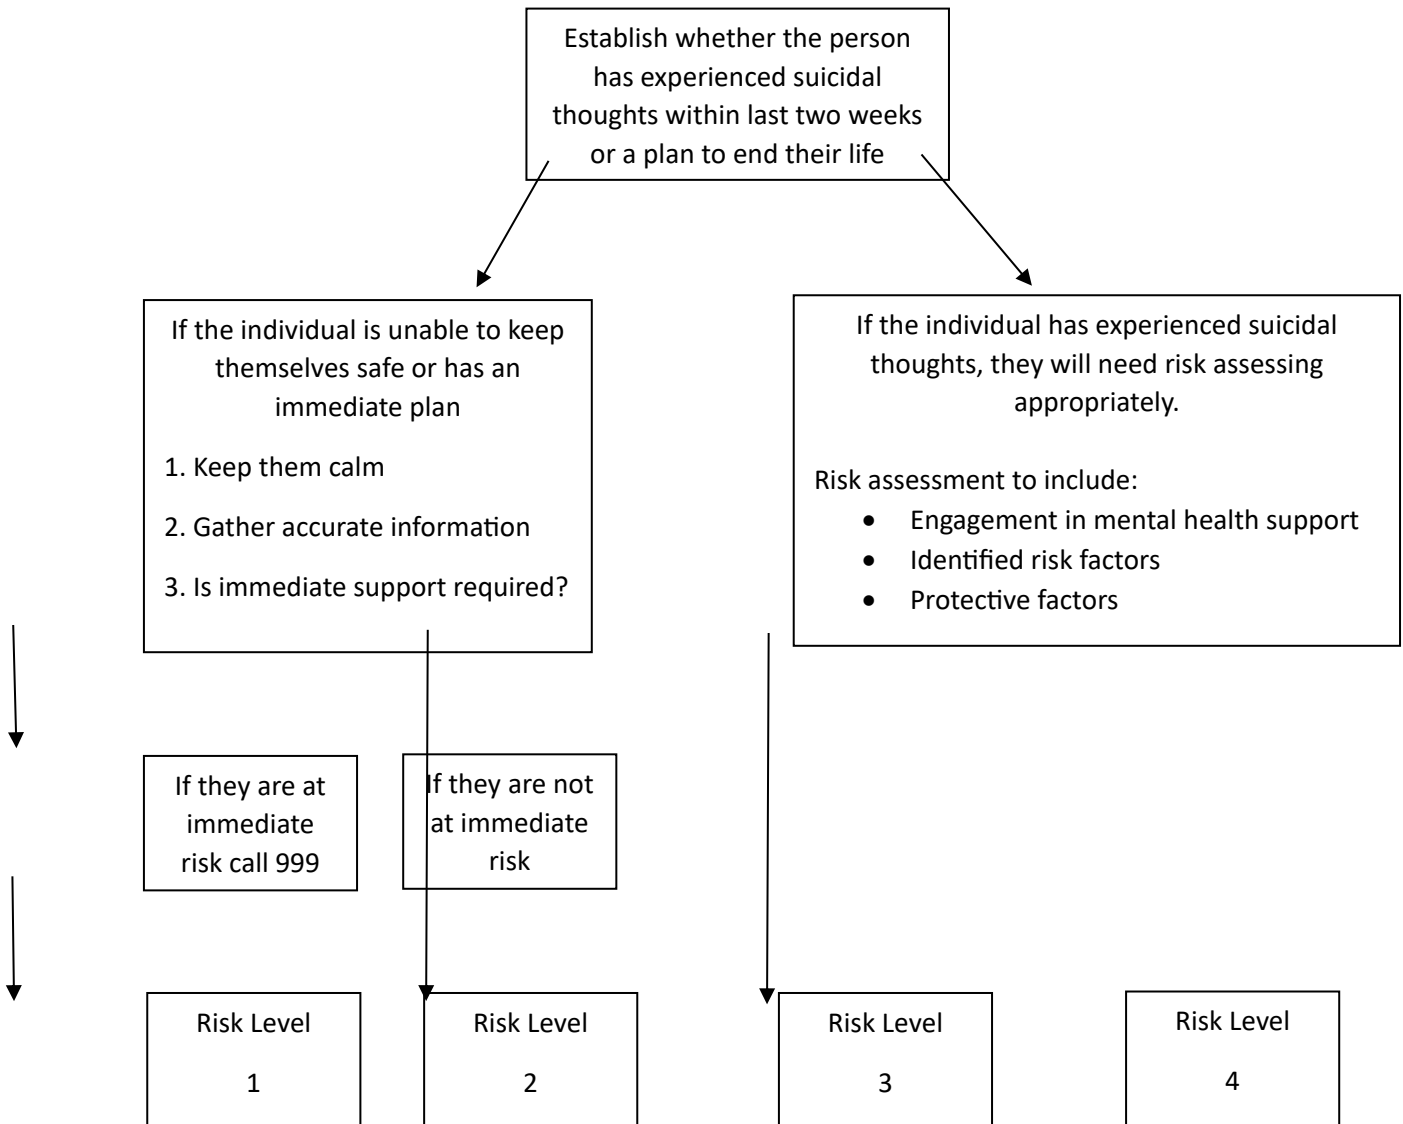 Establish whether the person
has experienced suicidal
thoughts within last two weeks
or a plan to end their life
If the individual is unable to keep
themselves safe or has an
immediate plan
1. Keep them calm
2. Gather accurate information
3. Is immediate support required?
If the individual has experienced suicidal
thoughts, they will need risk assessing
appropriately.
Risk assessment to include:
• Engagement in mental health support
• Identified risk factors
• Protective factors
If they are at
immediate
risk call 999
If they are not
at immediate
risk
Risk Level
1
Risk Level
2
Risk Level
3
Risk Level
4